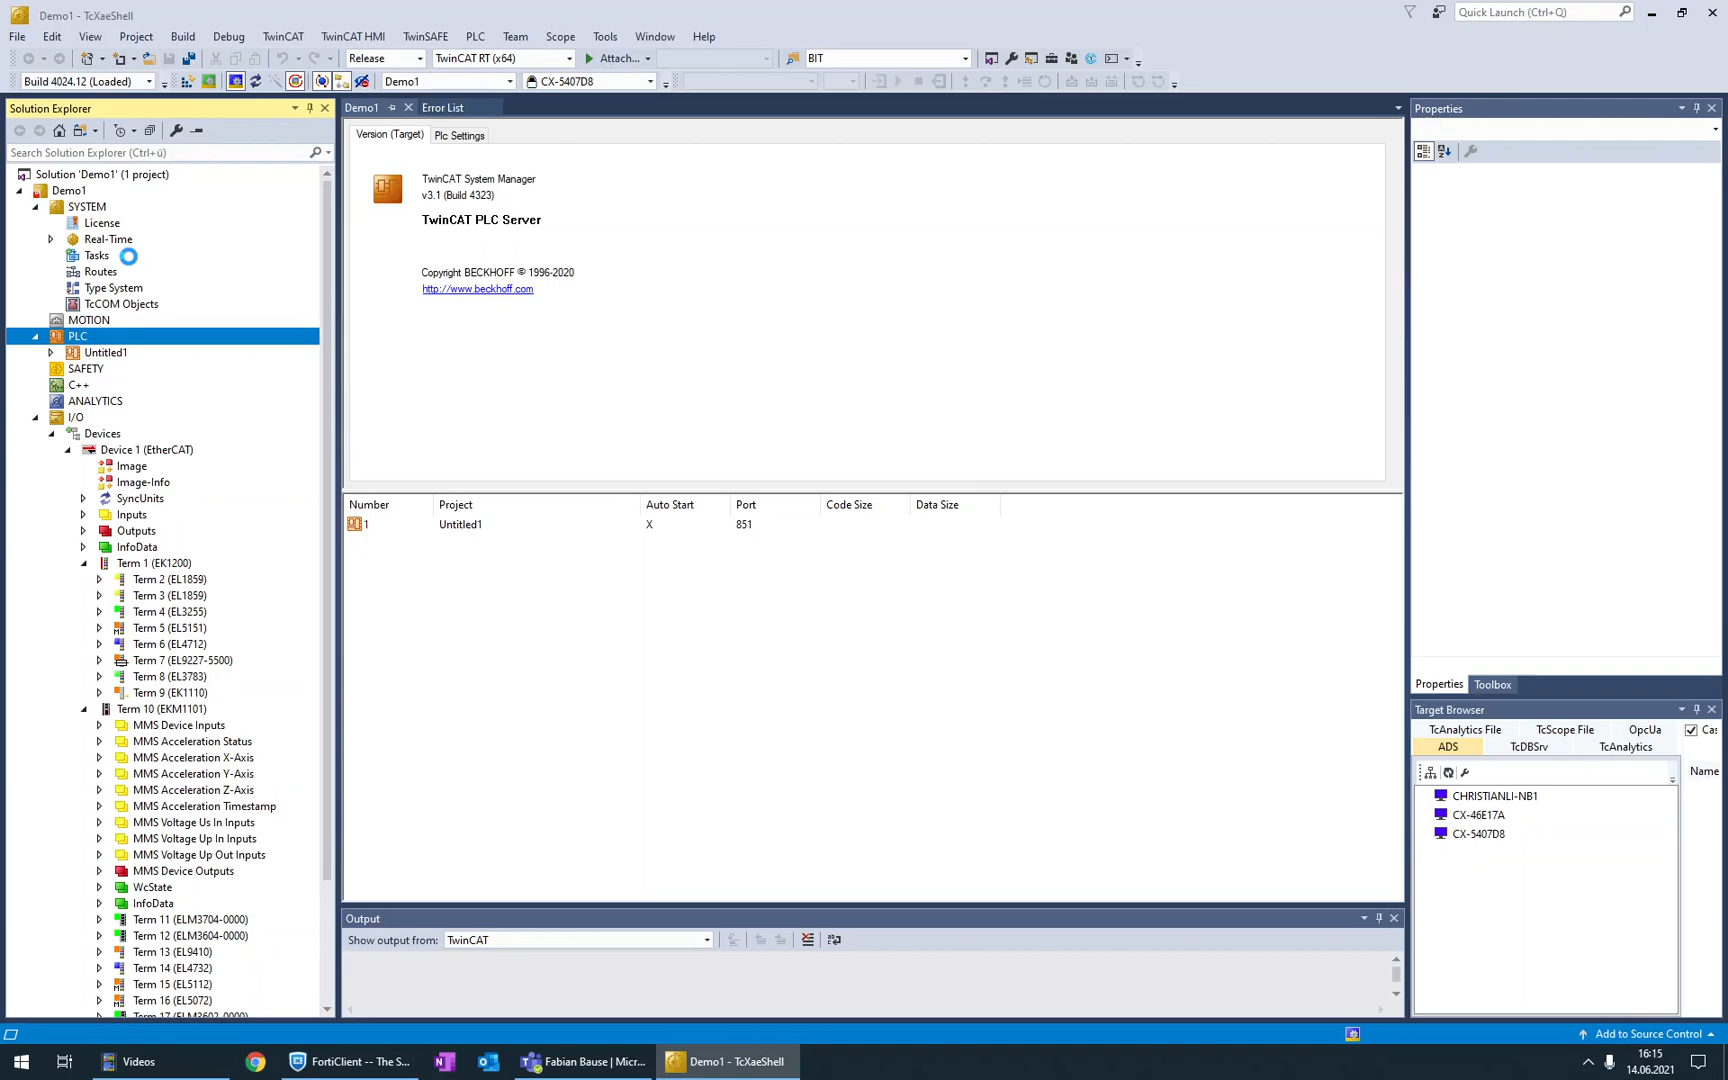 Demo1 - TcXaeShell
Quick Launch (Ctrl+Q)
File Edit View Project Build Debug TwinCAT TwinCAT HMI TwinSAFE PLC Team Scope Tools Window Help
Release TwinCAT RT (x64) Attach... BIT
Build 4024.12 (Loaded) Demo1 CX-5407D8
Solution Explorer
Search Solution Explorer (Ctrl+ü)
Solution 'Demo1' (1 project)
Demo1
SYSTEM
License
Real-Time
Tasks
Routes
Type System
TcCOM Objects
MOTION
PLC
Untitled1
SAFETY
C++
ANALYTICS
I/O
Devices
Device 1 (EtherCAT)
Image
Image-Info
SyncUnits
Inputs
Outputs
InfoData
Term 1 (EK1200)
Term 2 (EL1859)
Term 3 (EL1859)
Term 4 (EL3255)
Term 5 (EL5151)
Term 6 (EL4712)
Term 7 (EL9227-5500)
Term 8 (EL3783)
Term 9 (EK1110)
Term 10 (EKM1101)
MMS Device Inputs
MMS Acceleration Status
MMS Acceleration X-Axis
MMS Acceleration Y-Axis
MMS Acceleration Z-Axis
MMS Acceleration Timestamp
MMS Voltage Us In Inputs
MMS Voltage Up In Inputs
MMS Voltage Up Out Inputs
MMS Device Outputs
WcState
InfoData
Term 11 (ELM3704-0000)
Term 12 (ELM3604-0000)
Term 13 (EL9410)
Term 14 (EL4732)
Term 15 (EL5112)
Term 16 (EL5072)
Term 17 (ELM3602-0000)
Demo1 Error List
Version (Target) Plc Settings
TwinCAT System Manager
v3.1 (Build 4323)
TwinCAT PLC Server
Copyright BECKHOFF © 1996-2020
http://www.beckhoff.com
Number Project Auto Start Port Code Size Data Size
1 Untitled1 X 851
Output
Show output from: TwinCAT
Properties
Properties Toolbox
Target Browser
TcAnalytics File TcScope File OpcUa Cas
ADS TcDBSrv TcAnalytics
Name
CHRISTIANLI-NB1
CX-46E17A
CX-5407D8
Add to Source Control
Videos FortiClient -- The S... Fabian Bause | Micr... Demo1 - TcXaeShell
16:15
14.06.2021